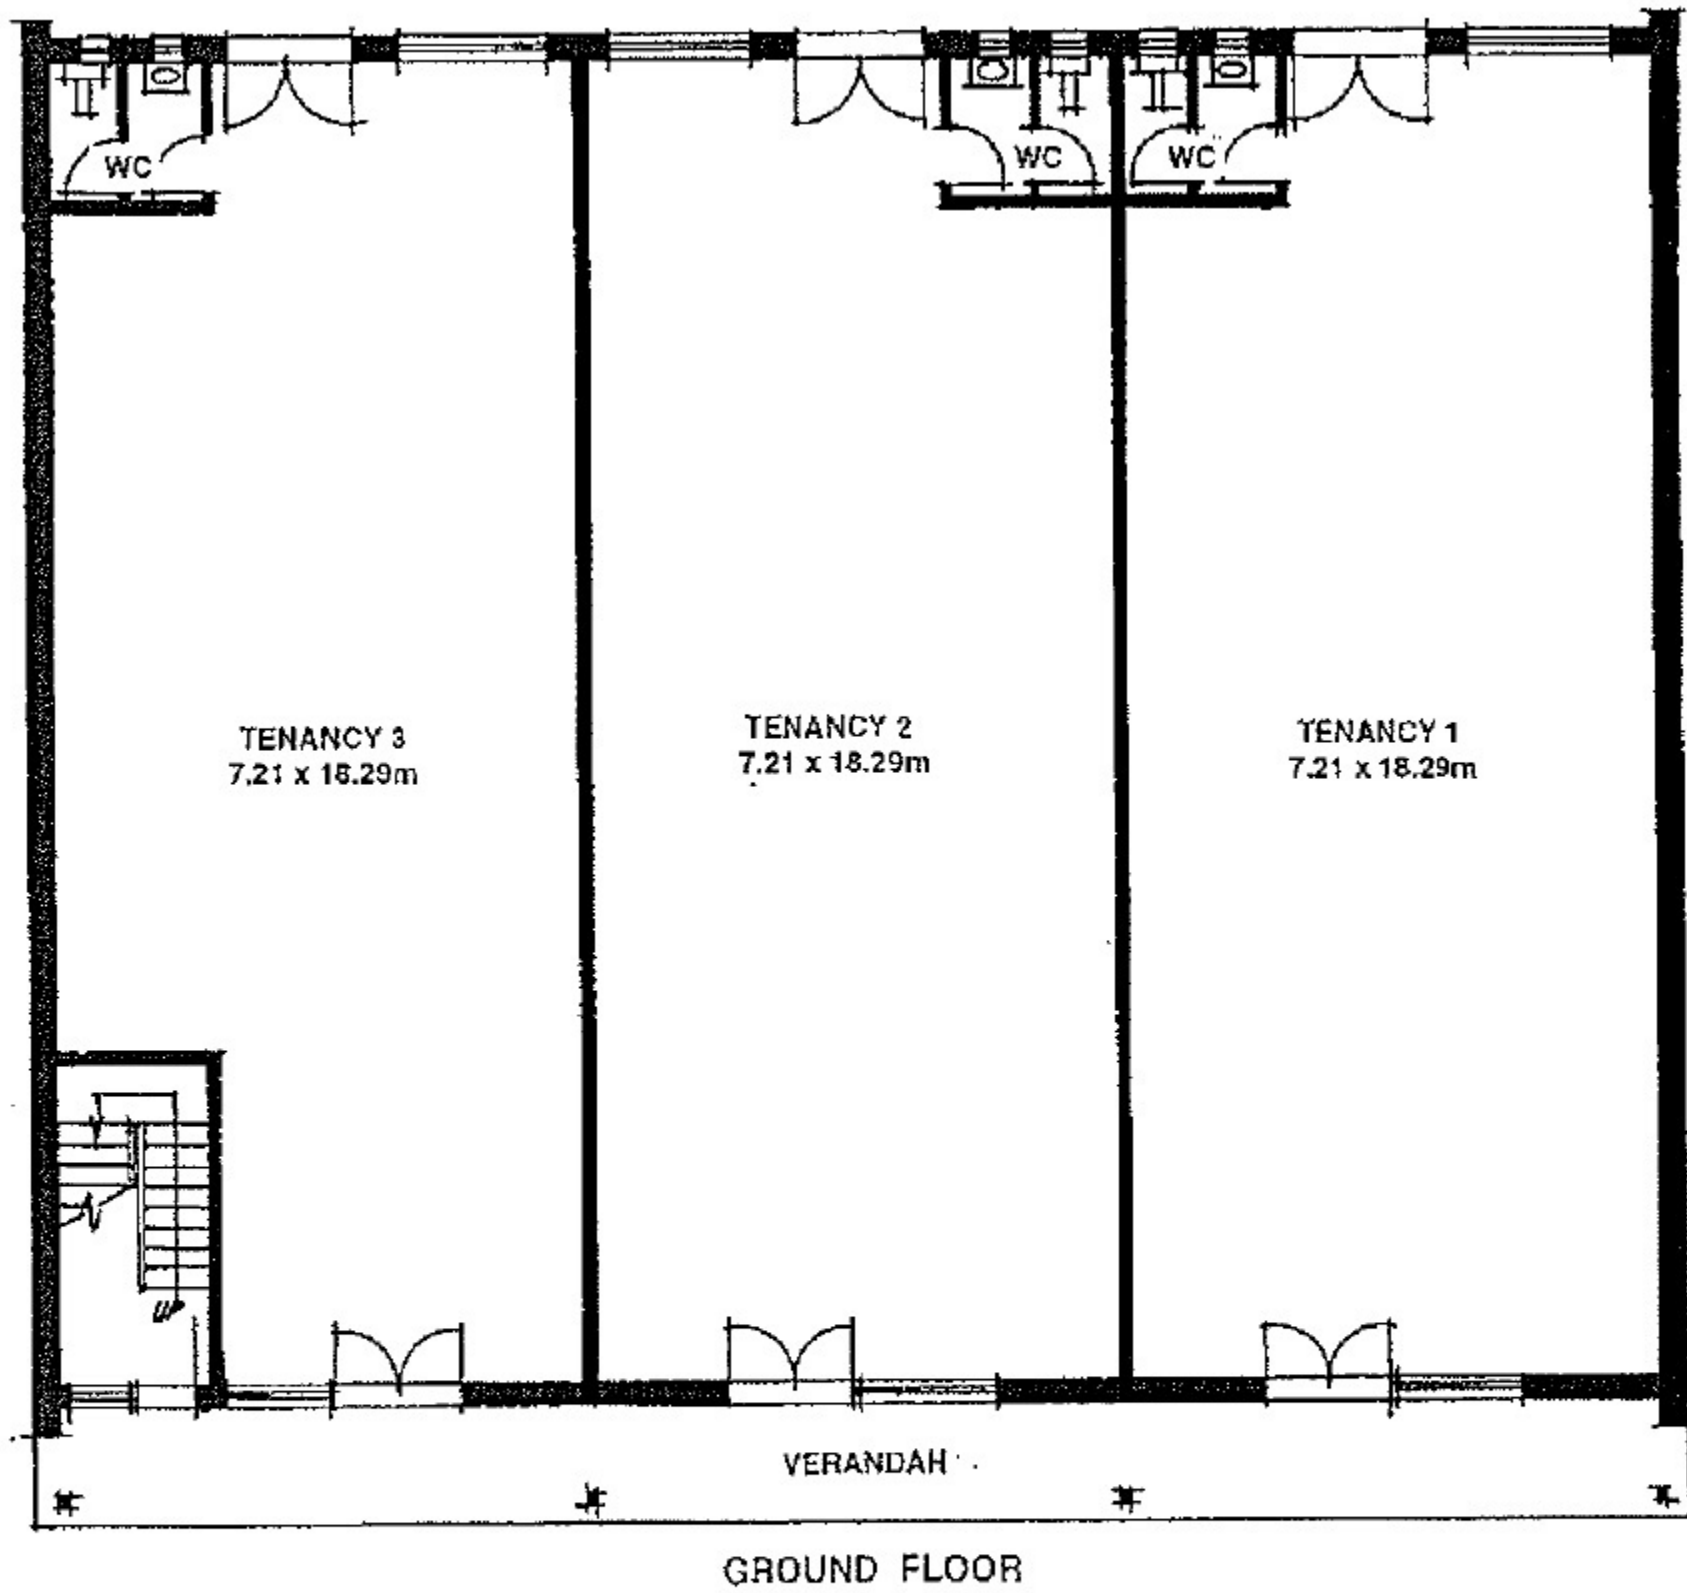 WC
WC
WC
TENANCY 3
7.21 x 18.29m
TENANCY 2
7.21 x 18.29m
TENANCY 1
7.21 x 18.29m
UP
VERANDAH
GROUND FLOOR